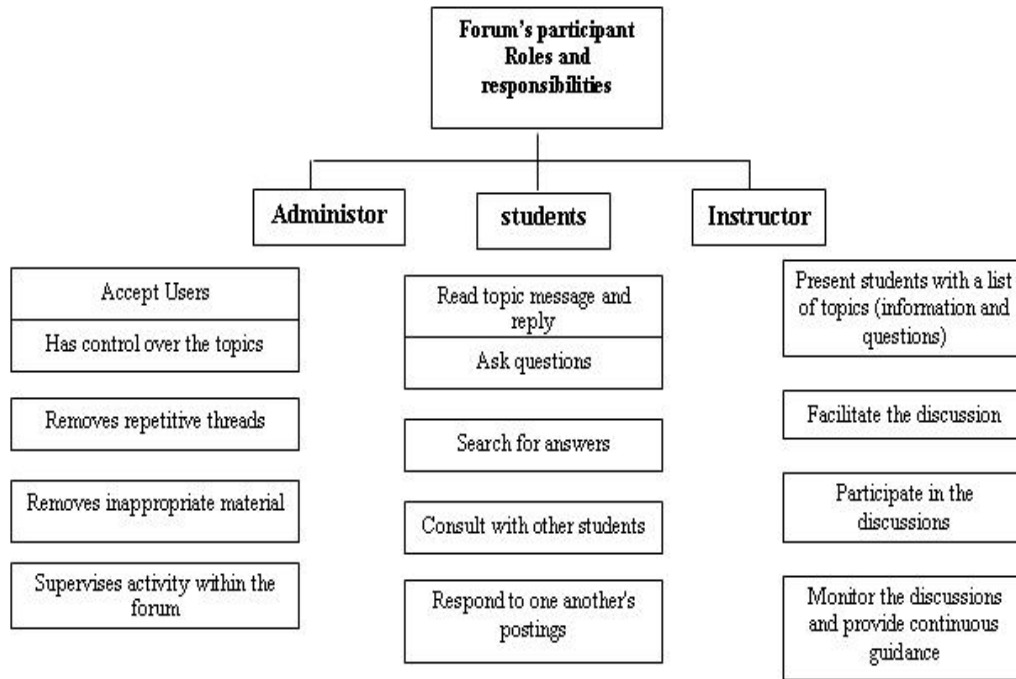 Forum's participant
Roles and
responsibilities
Administor
students
Instructor
Accept Users
Has control over the topics
Removes repetitive threads
Removes inappropriate material
Supervises activity within the
forum
Read topic message and
reply
Ask questions
Search for answers
Consult with other students
Respond to one another's
postings
Present students with a list
of topics (information and
questions)
Facilitate the discussion
Participate in the
discussions
Monitor the discussions
and provide continuous
guidance